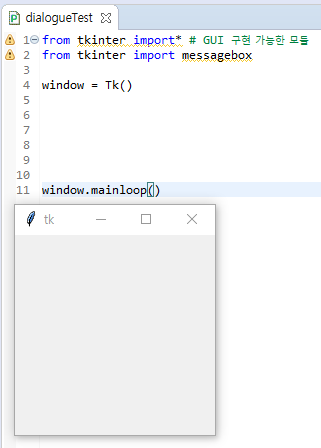 dialogueTest
1 from tkinter import* # GUI 구현 가능한 모듈
2 from tkinter import messagebox
3
4 window = Tk()
5
6
7
8
9
10
11 window.mainloop()
tk